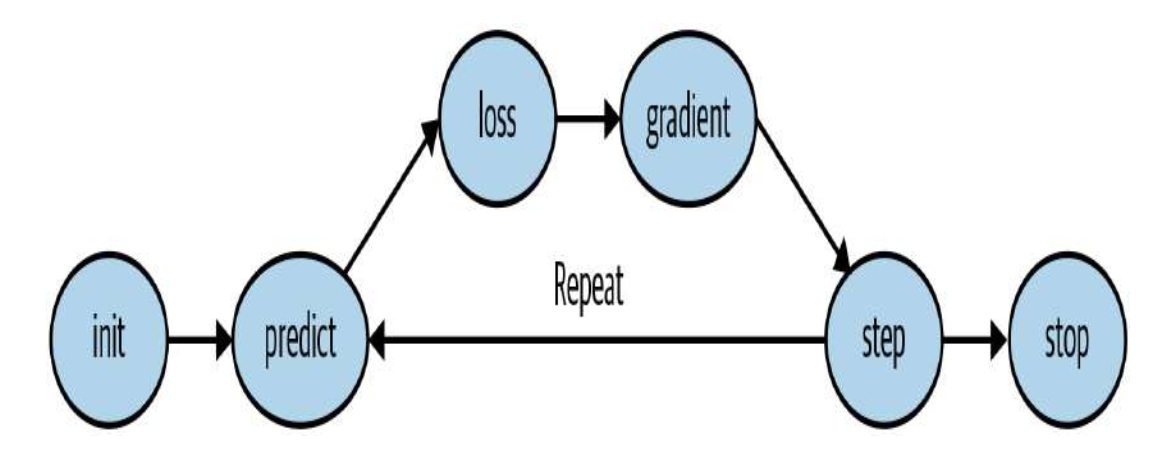 loss
gradient
Repeat
init
predict
step
stop